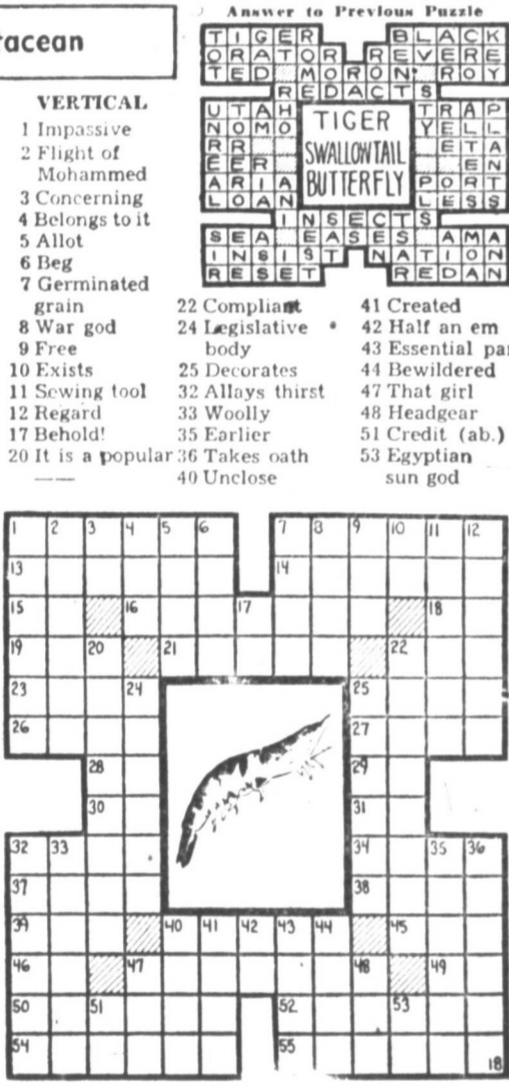 Answer to Previous Puzzle
racean
TIGER BLACK
ORATOR REVERE
TED MORON ROY
REDACTS
UTAH TRAP
NOMO YELL
RR ETA
EER EN
ARIA PORT
LOAN LESS
INSECTS
SEA EASES AMA
INSIST NATION
RESET REDAN
TIGER
SWALLOWTAIL
BUTTERFLY
VERTICAL
1 Impassive
2 Flight of
Mohammed
3 Concerning
4 Belongs to it
5 Allot
6 Beg
7 Germinated
grain
8 War god
9 Free
10 Exists
11 Sewing tool
12 Regard
17 Behold!
20 It is a popular
——
22 Compliant
24 Legislative
body
25 Decorates
32 Allays thirst
33 Woolly
35 Earlier
36 Takes oath
40 Unclose
41 Created
42 Half an em
43 Essential par
44 Bewildered
47 That girl
48 Headgear
51 Credit (ab.)
53 Egyptian
sun god
1 2 3 4 5 6 7 8 9 10 11 12
13 14
15 16 17 18
19 20 21 22
23 24 25
26 27
28 29
30 31
32 33 34 35 36
37 38
39 40 41 42 43 44 45
46 47 48 49
50 51 52 53
54 55
18